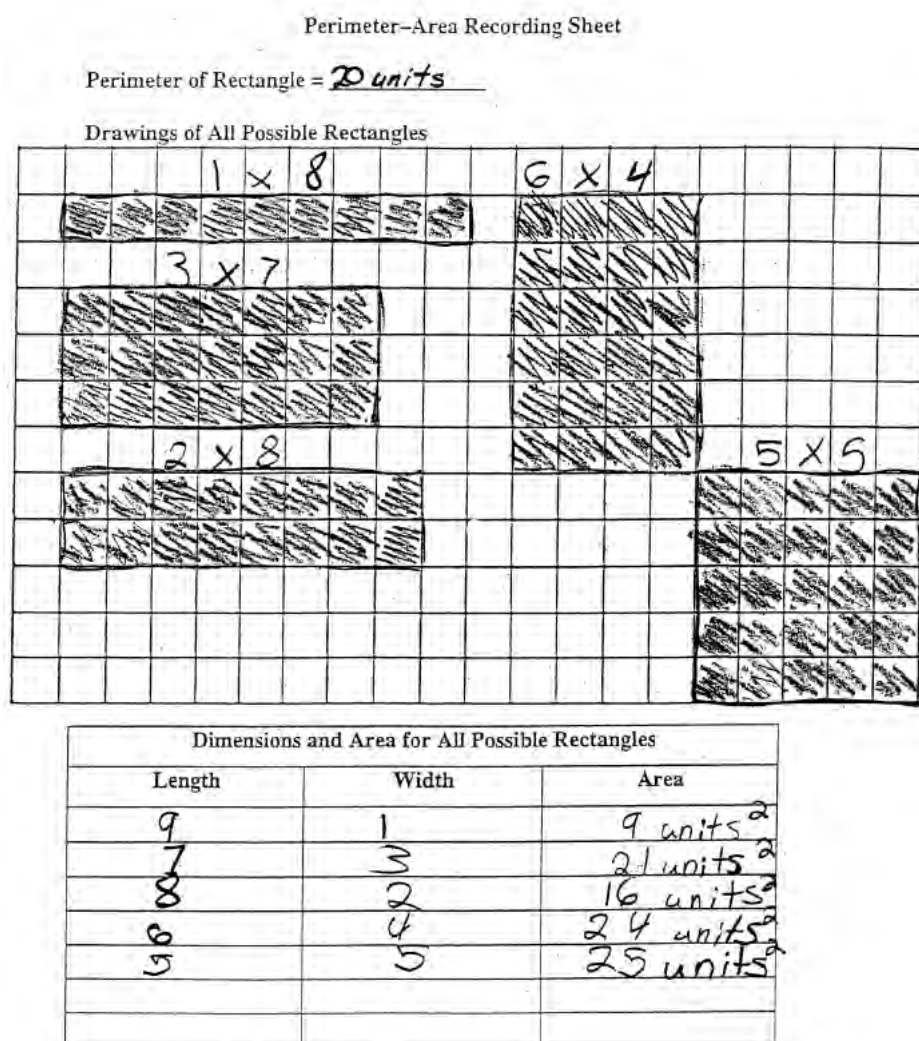 Perimeter–Area Recording Sheet
Perimeter of Rectangle = 20 units
Drawings of All Possible Rectangles
1 x 8
6 x 4
3 x 7
2 x 8
5 x 5
Dimensions and Area for All Possible Rectangles
Length Width Area
9 1 9 units²
7 3 21 units²
8 2 16 units²
6 4 24 units²
5 5 25 units²